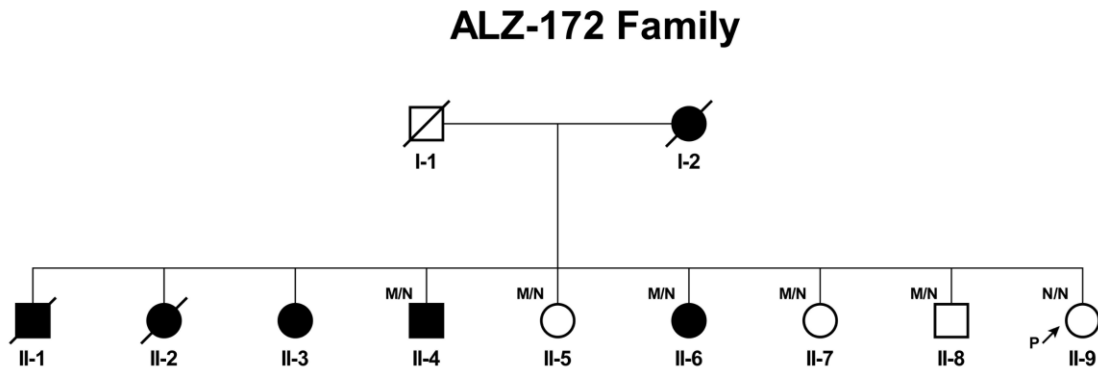 ALZ-172 Family
I-1 I-2
M/N M/N M/N M/N M/N N/N
P
II-1 II-2 II-3 II-4 II-5 II-6 II-7 II-8 II-9